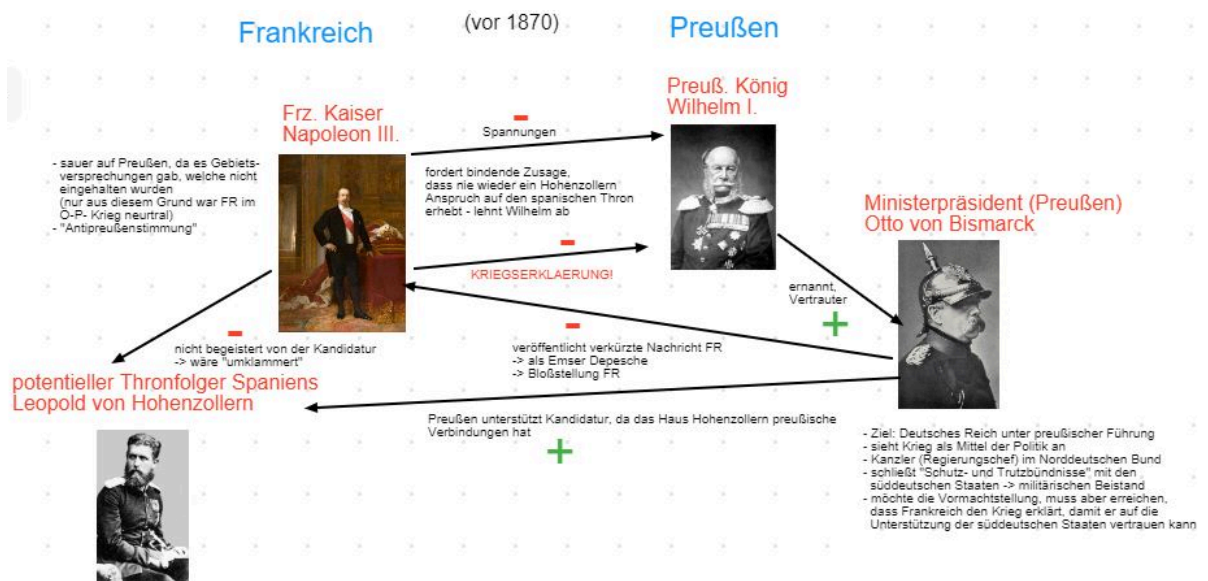 Frankreich
(vor 1870)
Preußen
Frz. Kaiser
Napoleon III.
Preuß. König
Wilhelm I.
-
Spannungen
- sauer auf Preußen, da es Gebiets-
versprechungen gab, welche nicht
eingehalten wurden
(nur aus diesem Grund war FR im
Ö-P- Krieg neurtral)
- "Antipreußenstimmung"
fordert bindende Zusage,
dass nie wieder ein Hohenzollern
Anspruch auf den spanischen Thron
erhebt - lehnt Wilhelm ab
Ministerpräsident (Preußen)
Otto von Bismarck
-
KRIEGSERKLAERUNG!
ernannt,
Vertrauter
+
-
nicht begeistert von der Kandidatur
-> wäre "umklammert"
-
veröffentlicht verkürzte Nachricht FR
-> als Emser Depesche
-> Bloßstellung FR
potentieller Thronfolger Spaniens
Leopold von Hohenzollern
Preußen unterstützt Kandidatur, da das Haus Hohenzollern preußische
Verbindungen hat
+
- Ziel: Deutsches Reich unter preußischer Führung
- sieht Krieg als Mittel der Politik an
- Kanzler (Regierungschef) im Norddeutschen Bund
- schließt "Schutz- und Trutzbündnisse" mit den
süddeutschen Staaten -> militärischen Beistand
- möchte die Vormachtstellung, muss aber erreichen,
dass Frankreich den Krieg erklärt, damit er auf die
Unterstützung der süddeutschen Staaten vertrauen kann